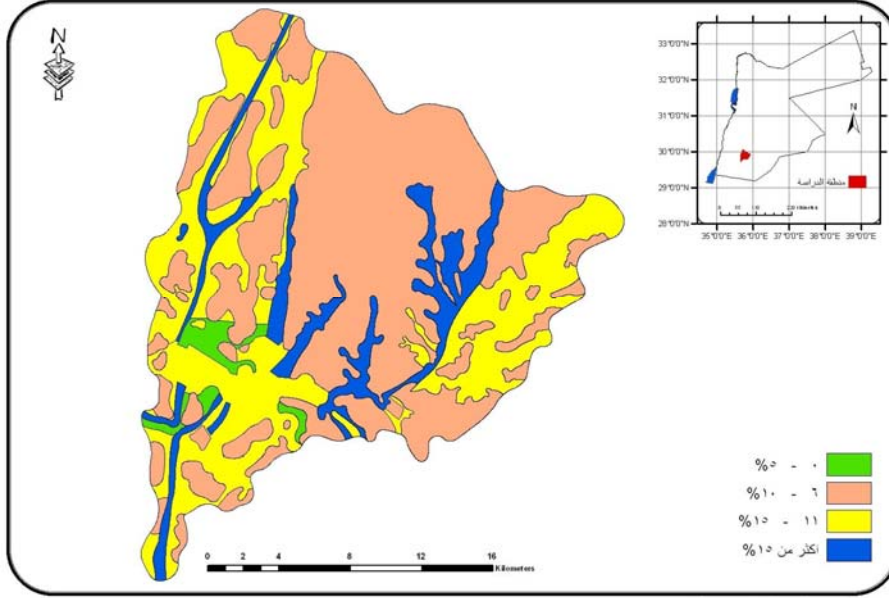 N
33°0'0"N
32°0'0"N
31°0'0"N
30°0'0"N
29°0'0"N
28°0'0"N
N
منطقة الدراسة
35°0'0"E 36°0'0"E 37°0'0"E 38°0'0"E 39°0'0"E
٠ - ٥%
٦ - ١٠%
١١ - ١٥%
اكثر من ١٥%
0 2 4 8 12 16
Kilometers